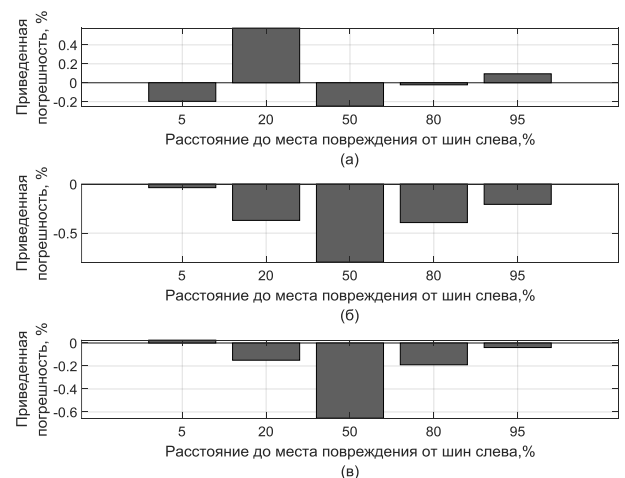 Приведенная
погрешность, %
0.4
0.2
0
-0.2
5 20 50 80 95
Расстояние до места повреждения от шин слева,%
(а)
Приведенная
погрешность, %
0
-0.5
5 20 50 80 95
Расстояние до места повреждения от шин слева,%
(б)
Приведенная
погрешность, %
0
-0.2
-0.4
-0.6
5 20 50 80 95
Расстояние до места повреждения от шин слева,%
(в)